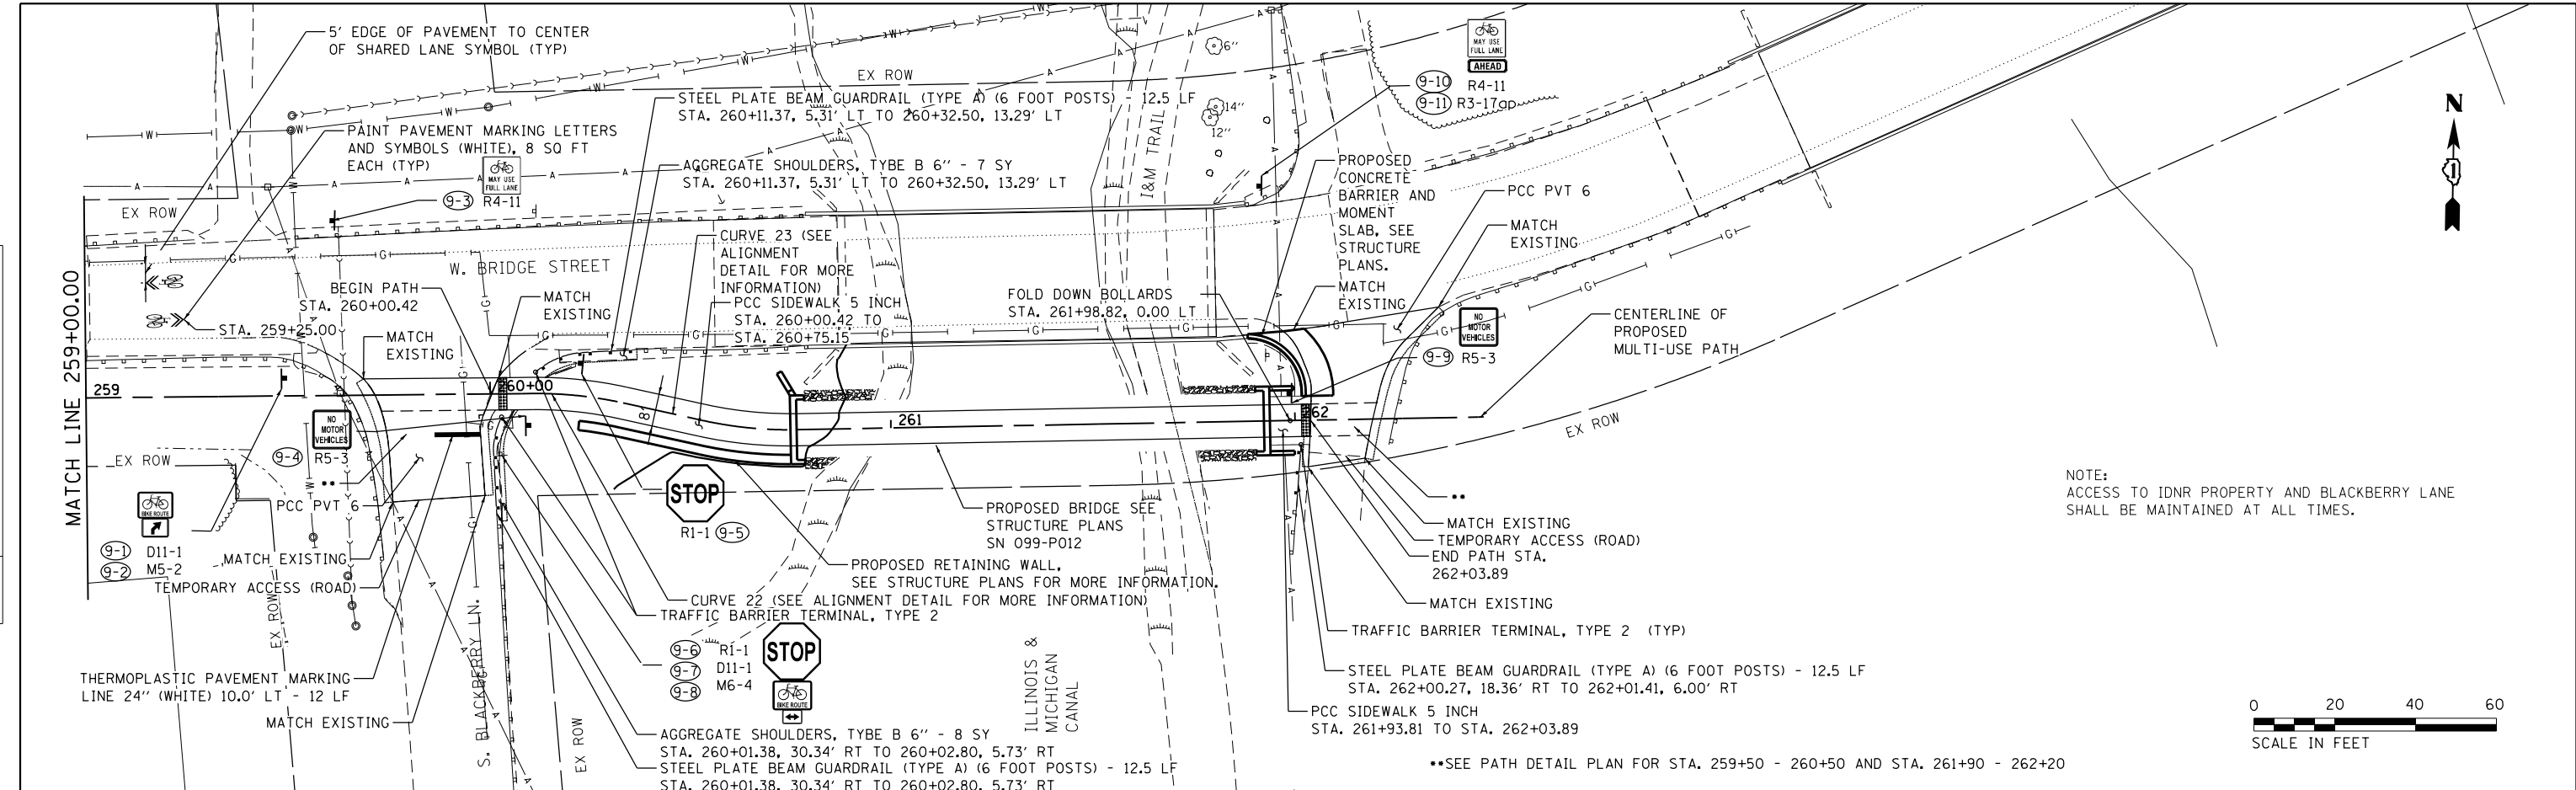 5' EDGE OF PAVEMENT TO CENTER
OF SHARED LANE SYMBOL (TYP)
PAINT PAVEMENT MARKING LETTERS
AND SYMBOLS (WHITE), 8 SQ FT
EACH (TYP)
MAY USE
FULL LANE
9-3 R4-11
EX ROW
STEEL PLATE BEAM GUARDRAIL (TYPE A) (6 FOOT POSTS) - 12.5 LF
STA. 260+11.37, 5.31' LT TO 260+32.50, 13.29' LT
AGGREGATE SHOULDERS, TYBE B 6'' - 7 SY
STA. 260+11.37, 5.31' LT TO 260+32.50, 13.29' LT
EX ROW
I&M TRAIL
6''
14''
12''
MAY USE
FULL LANE
AHEAD
9-10 R4-11
9-11 R3-17ap
PROPOSED
CONCRETE
BARRIER AND
MOMENT
SLAB, SEE
STRUCTURE
PLANS.
MATCH
EXISTING
PCC PVT 6
MATCH
EXISTING
N
MATCH LINE 259+00.00
W. BRIDGE STREET
CURVE 23 (SEE
ALIGNMENT
DETAIL FOR MORE
INFORMATION)
PCC SIDEWALK 5 INCH
STA. 260+00.42 TO
STA. 260+75.15
BEGIN PATH
STA. 260+00.42
MATCH
EXISTING
STA. 259+25.00
MATCH
EXISTING
FOLD DOWN BOLLARDS
STA. 261+98.82, 0.00 LT
NO
MOTOR
VEHICLES
9-9 R5-3
CENTERLINE OF
PROPOSED
MULTI-USE PATH
259
260+00
261
262
NO
MOTOR
VEHICLES
9-4 R5-3
EX ROW
••
PCC PVT 6
BIKE ROUTE
9-1 D11-1
9-2 M5-2
MATCH EXISTING
TEMPORARY ACCESS (ROAD)
EX ROW
THERMOPLASTIC PAVEMENT MARKING
LINE 24'' (WHITE) 10.0' LT - 12 LF
MATCH EXISTING
S. BLACKBERRY LN.
EX ROW
STOP
R1-1 9-5
PROPOSED BRIDGE SEE
STRUCTURE PLANS
SN 099-P012
PROPOSED RETAINING WALL,
SEE STRUCTURE PLANS FOR MORE INFORMATION.
CURVE 22 (SEE ALIGNMENT DETAIL FOR MORE INFORMATION)
TRAFFIC BARRIER TERMINAL, TYPE 2
9-6 R1-1
9-7 D11-1
9-8 M6-4
STOP
BIKE ROUTE
AGGREGATE SHOULDERS, TYBE B 6'' - 8 SY
STA. 260+01.38, 30.34' RT TO 260+02.80, 5.73' RT
STEEL PLATE BEAM GUARDRAIL (TYPE A) (6 FOOT POSTS) - 12.5 LF
STA. 260+01.38, 30.34' RT TO 260+02.80, 5.73' RT
ILLINOIS &
MICHIGAN
CANAL
EX ROW
••
MATCH EXISTING
TEMPORARY ACCESS (ROAD)
END PATH STA.
262+03.89
MATCH EXISTING
TRAFFIC BARRIER TERMINAL, TYPE 2 (TYP)
STEEL PLATE BEAM GUARDRAIL (TYPE A) (6 FOOT POSTS) - 12.5 LF
STA. 262+00.27, 18.36' RT TO 262+01.41, 6.00' RT
PCC SIDEWALK 5 INCH
STA. 261+93.81 TO STA. 262+03.89
••SEE PATH DETAIL PLAN FOR STA. 259+50 - 260+50 AND STA. 261+90 - 262+20
NOTE:
ACCESS TO IDNR PROPERTY AND BLACKBERRY LANE
SHALL BE MAINTAINED AT ALL TIMES.
0 20 40 60
SCALE IN FEET